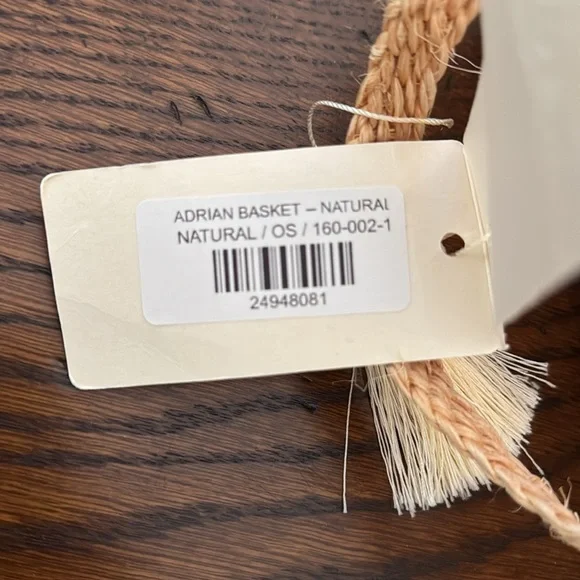 ADRIAN BASKET – NATURAL
NATURAL / OS / 160-002-1
24948081